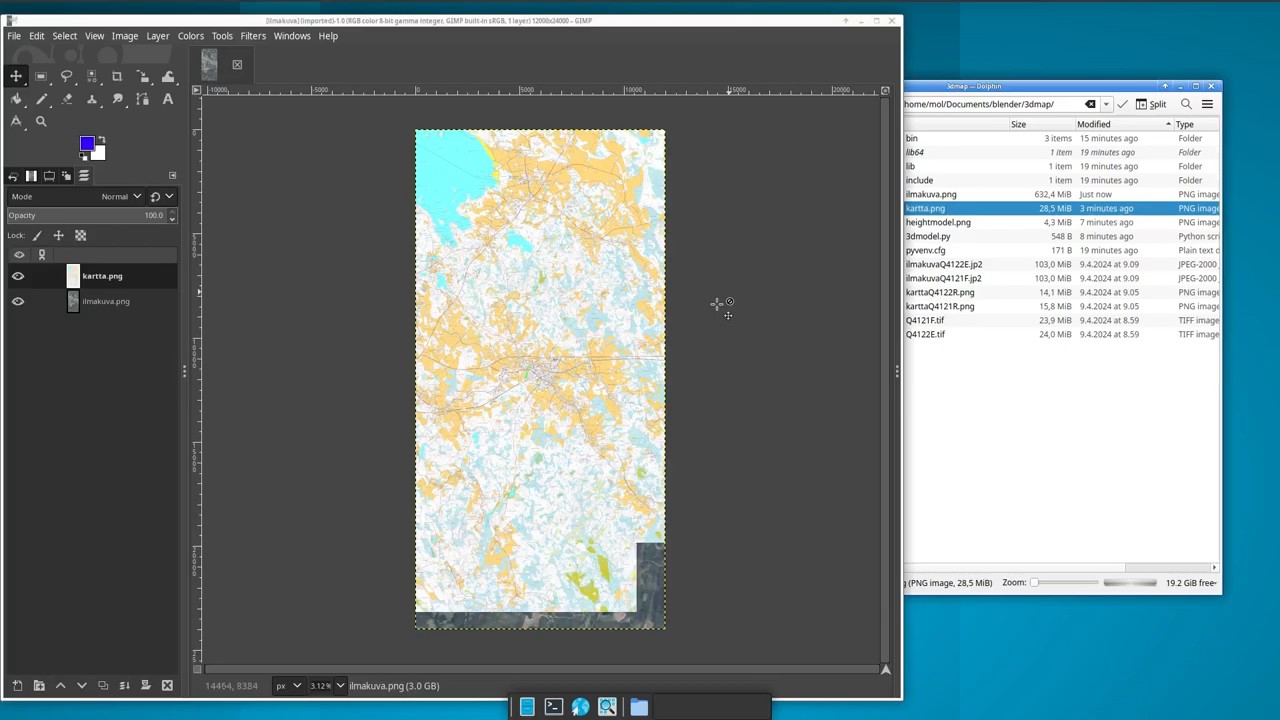 [ilmakuva] (imported)-1.0 (RGB color 8-bit gamma integer, GIMP built-in sRGB, 1 layer) 12000x24000 – GIMP
File Edit Select View Image Layer Colors Tools Filters Windows Help
3dmap — Dolphin
home/mol/Documents/blender/3dmap/ Split
Size Modified Type
bin 3 items 15 minutes ago Folder
lib64 1 item 19 minutes ago Folder
lib 1 item 19 minutes ago Folder
include 1 item 19 minutes ago Folder
ilmakuva.png 632,4 MiB Just now PNG image
kartta.png 28,5 MiB 3 minutes ago PNG image
heightmodel.png 4,3 MiB 7 minutes ago PNG image
3dmodel.py 548 B 8 minutes ago Python scri
pyvenv.cfg 171 B 19 minutes ago Plain text d
ilmakuvaQ4122E.jp2 103,0 MiB 9.4.2024 at 9.09 JPEG-2000
ilmakuvaQ4121F.jp2 103,0 MiB 9.4.2024 at 9.09 JPEG-2000
karttaQ4122R.png 14,1 MiB 9.4.2024 at 9.05 PNG image
karttaQ4121R.png 15,8 MiB 9.4.2024 at 9.05 PNG image
Q4121F.tif 23,9 MiB 9.4.2024 at 8.59 TIFF image
Q4122E.tif 24,0 MiB 9.4.2024 at 8.59 TIFF image
(PNG image, 28,5 MiB) Zoom: 19.2 GiB free
-10000 -5000 0 5000 10000 15000 20000
Mode Normal
Opacity 100.0
Lock:
kartta.png
ilmakuva.png
14464, 8384 px 3.12% ilmakuva.png (3.0 GB)